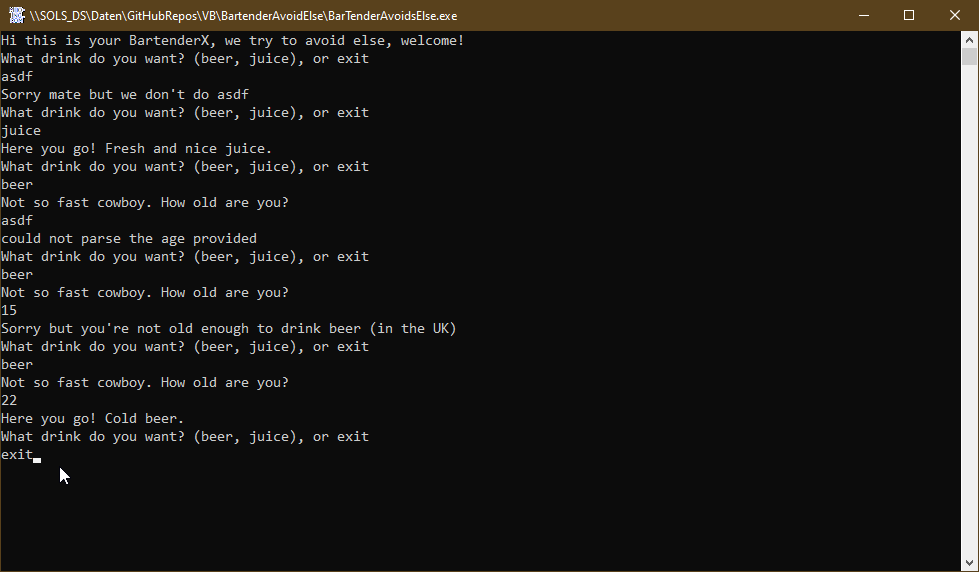 \\SOLS_DS\Daten\GitHubRepos\VB\BartenderAvoidElse\BarTenderAvoidsElse.exe
Hi this is your BartenderX, we try to avoid else, welcome!
What drink do you want? (beer, juice), or exit
asdf
Sorry mate but we don't do asdf
What drink do you want? (beer, juice), or exit
juice
Here you go! Fresh and nice juice.
What drink do you want? (beer, juice), or exit
beer
Not so fast cowboy. How old are you?
asdf
could not parse the age provided
What drink do you want? (beer, juice), or exit
beer
Not so fast cowboy. How old are you?
15
Sorry but you're not old enough to drink beer (in the UK)
What drink do you want? (beer, juice), or exit
beer
Not so fast cowboy. How old are you?
22
Here you go! Cold beer.
What drink do you want? (beer, juice), or exit
exit